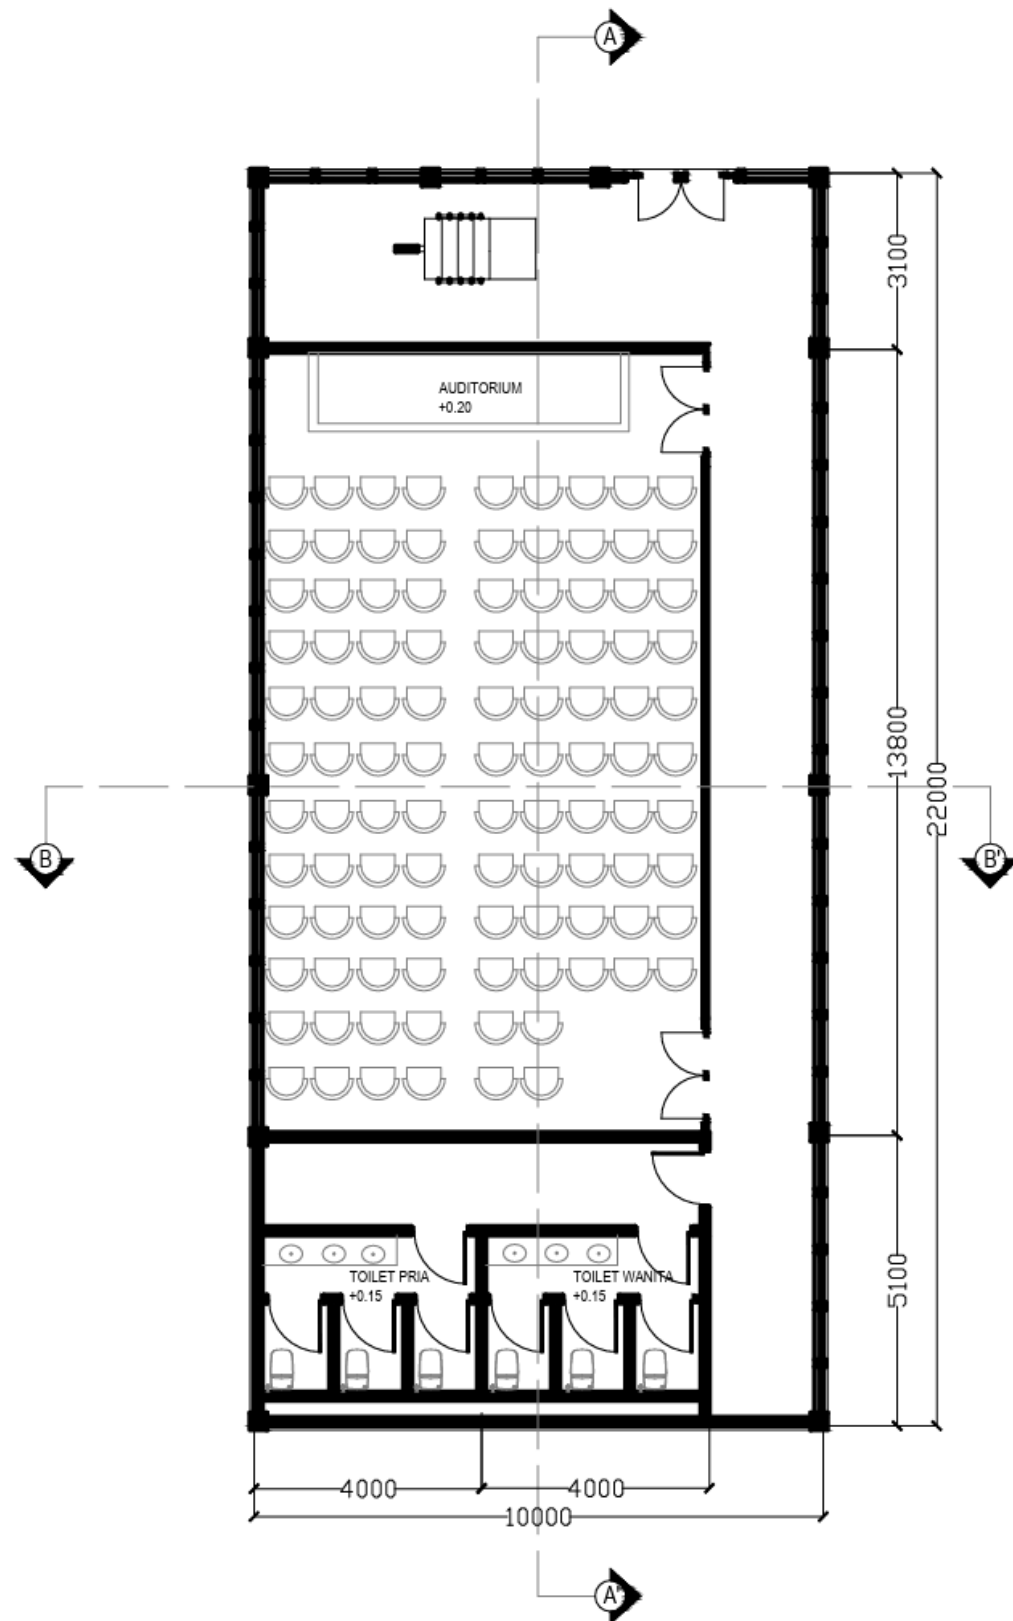 A
3100
AUDITORIUM
+0.20
13800
22000
B
B'
TOILET PRIA
+0.15
TOILET WANITA
+0.15
5100
4000
4000
10000
A'